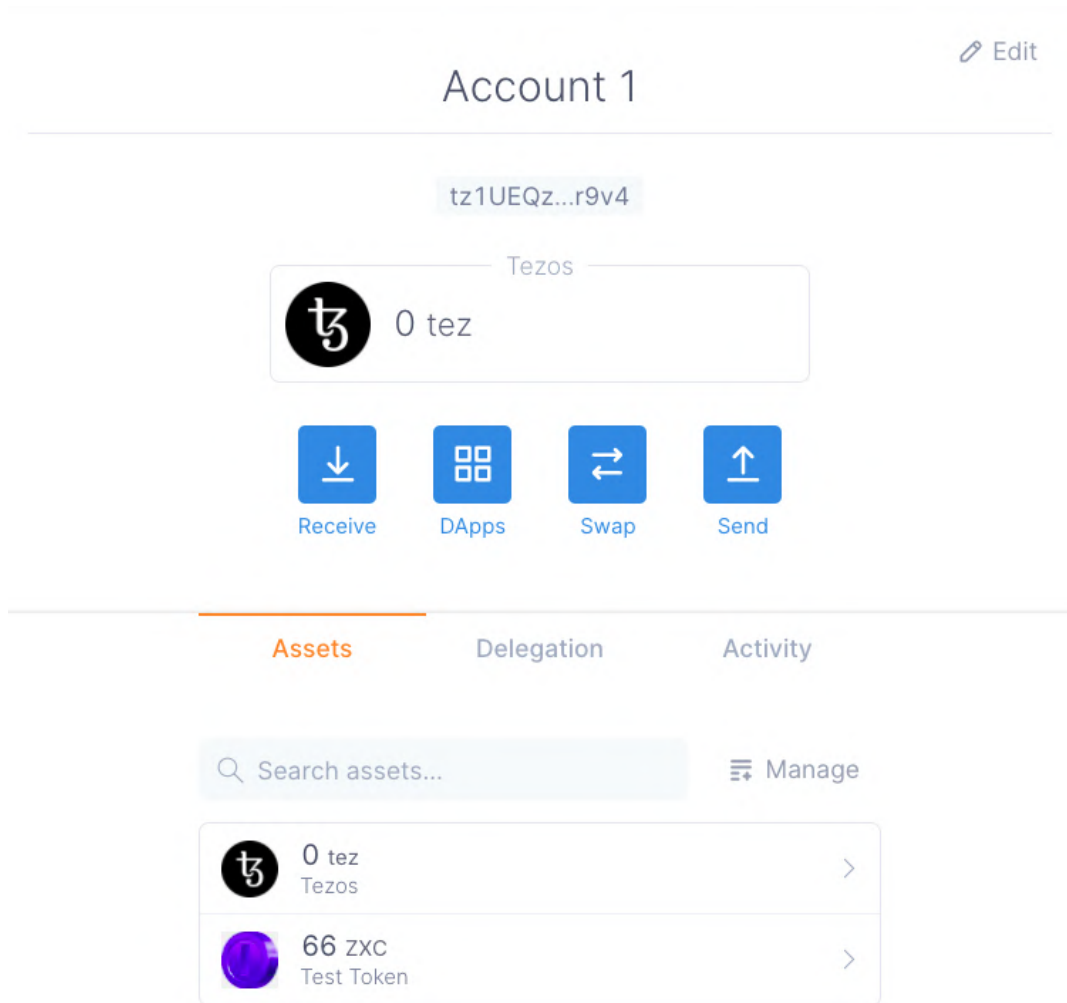 Edit
Account 1
tz1UEQz...r9v4
Tezos
0 tez
Receive DApps Swap Send
Assets Delegation Activity
Search assets... Manage
0 tez
Tezos
66 ZXC
Test Token